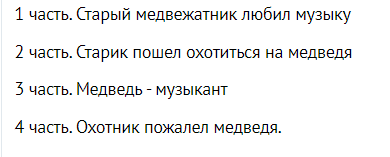 1 часть. Старый медвежатник любил музыку
2 часть. Старик пошел охотиться на медведя
3 часть. Медведь - музыкант
4 часть. Охотник пожалел медведя.